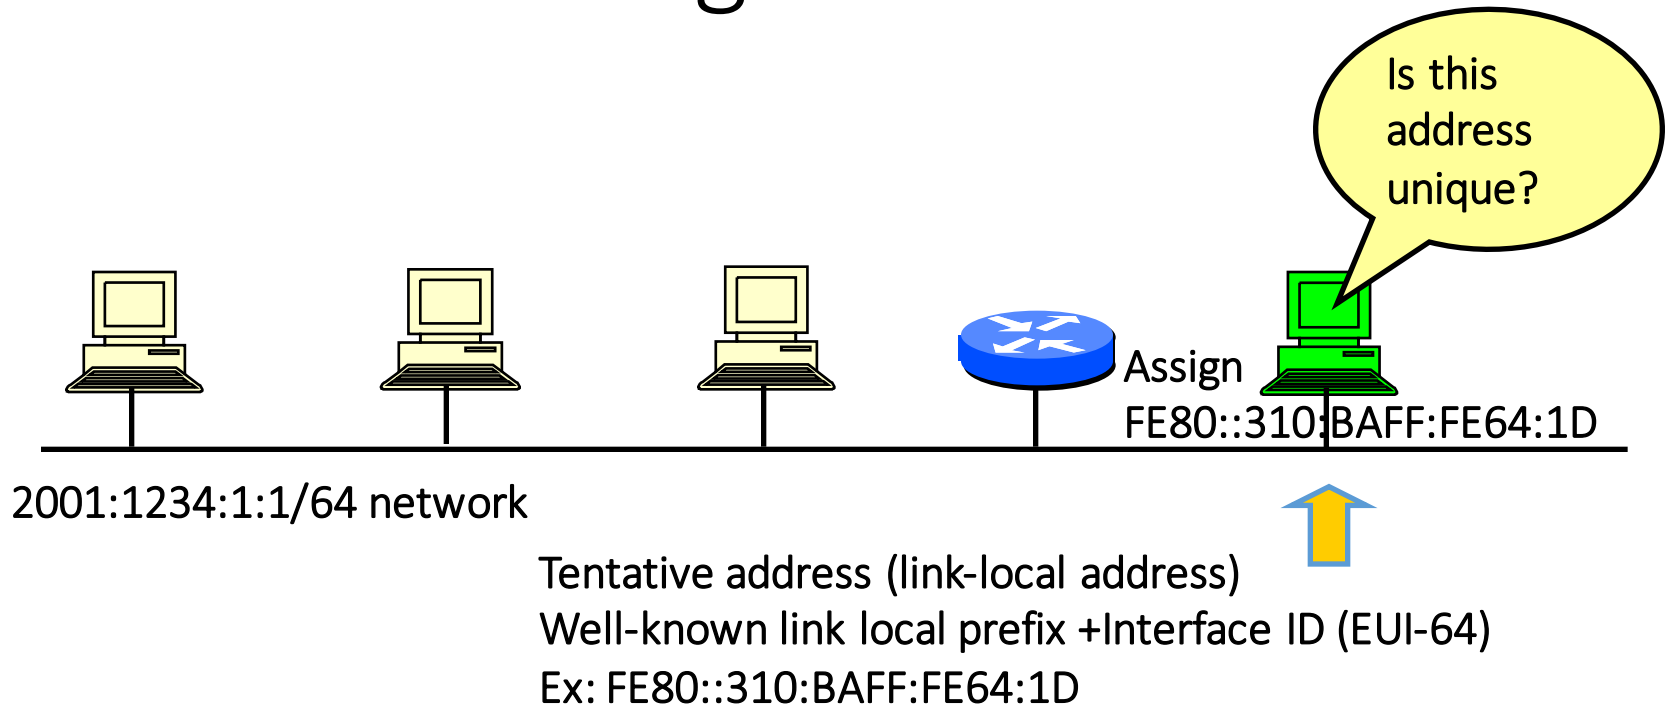 Is this
address
unique?
Assign
FE80::310:BAFF:FE64:1D
2001:1234:1:1/64 network
Tentative address (link-local address)
Well-known link local prefix +Interface ID (EUI-64)
Ex: FE80::310:BAFF:FE64:1D